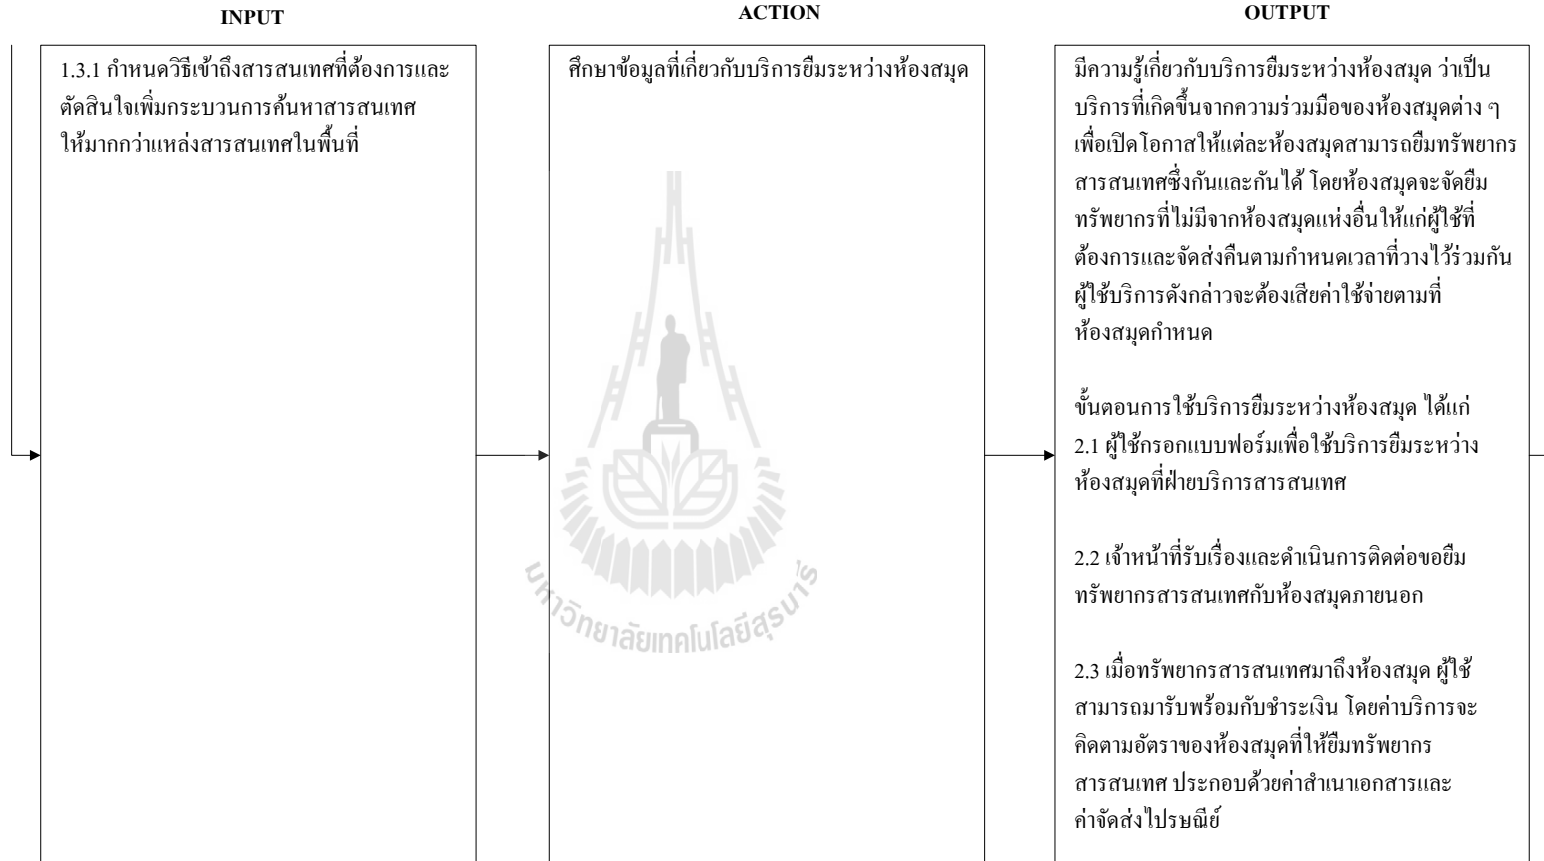 INPUT
ACTION
OUTPUT
1.3.1 กำหนดวิธีเข้าถึงสารสนเทศที่ต้องการและ
ตัดสินใจเพิ่มกระบวนการค้นหาสารสนเทศ
ให้มากกว่าแหล่งสารสนเทศในพื้นที่
ศึกษาข้อมูลที่เกี่ยวกับบริการยืมระหว่างห้องสมุด
มีความรู้เกี่ยวกับบริการยืมระหว่างห้องสมุด ว่าเป็น
บริการที่เกิดขึ้นจากความร่วมมือของห้องสมุดต่าง ๆ
เพื่อเปิดโอกาสให้แต่ละห้องสมุดสามารถยืมทรัพยากร
สารสนเทศซึ่งกันและกันได้ โดยห้องสมุดจะจัดยืม
ทรัพยากรที่ไม่มีจากห้องสมุดแห่งอื่นให้แก่ผู้ใช้ที่
ต้องการและจัดส่งคืนตามกำหนดเวลาที่วางไว้ร่วมกัน
ผู้ใช้บริการดังกล่าวจะต้องเสียค่าใช้จ่ายตามที่
ห้องสมุดกำหนด
ขั้นตอนการใช้บริการยืมระหว่างห้องสมุด ได้แก่
2.1 ผู้ใช้กรอกแบบฟอร์มเพื่อใช้บริการยืมระหว่าง
ห้องสมุดที่ฝ่ายบริการสารสนเทศ
2.2 เจ้าหน้าที่รับเรื่องและดำเนินการติดต่อขอยืม
ทรัพยากรสารสนเทศกับห้องสมุดภายนอก
2.3 เมื่อทรัพยากรสารสนเทศมาถึงห้องสมุด ผู้ใช้
สามารถมารับพร้อมกับชำระเงิน โดยค่าบริการจะ
คิดตามอัตราของห้องสมุดที่ให้ยืมทรัพยากร
สารสนเทศ ประกอบด้วยค่าสำเนาเอกสารและ
ค่าจัดส่งไปรษณีย์
มหาวิทยาลัยเทคโนโลยีสุรนารี